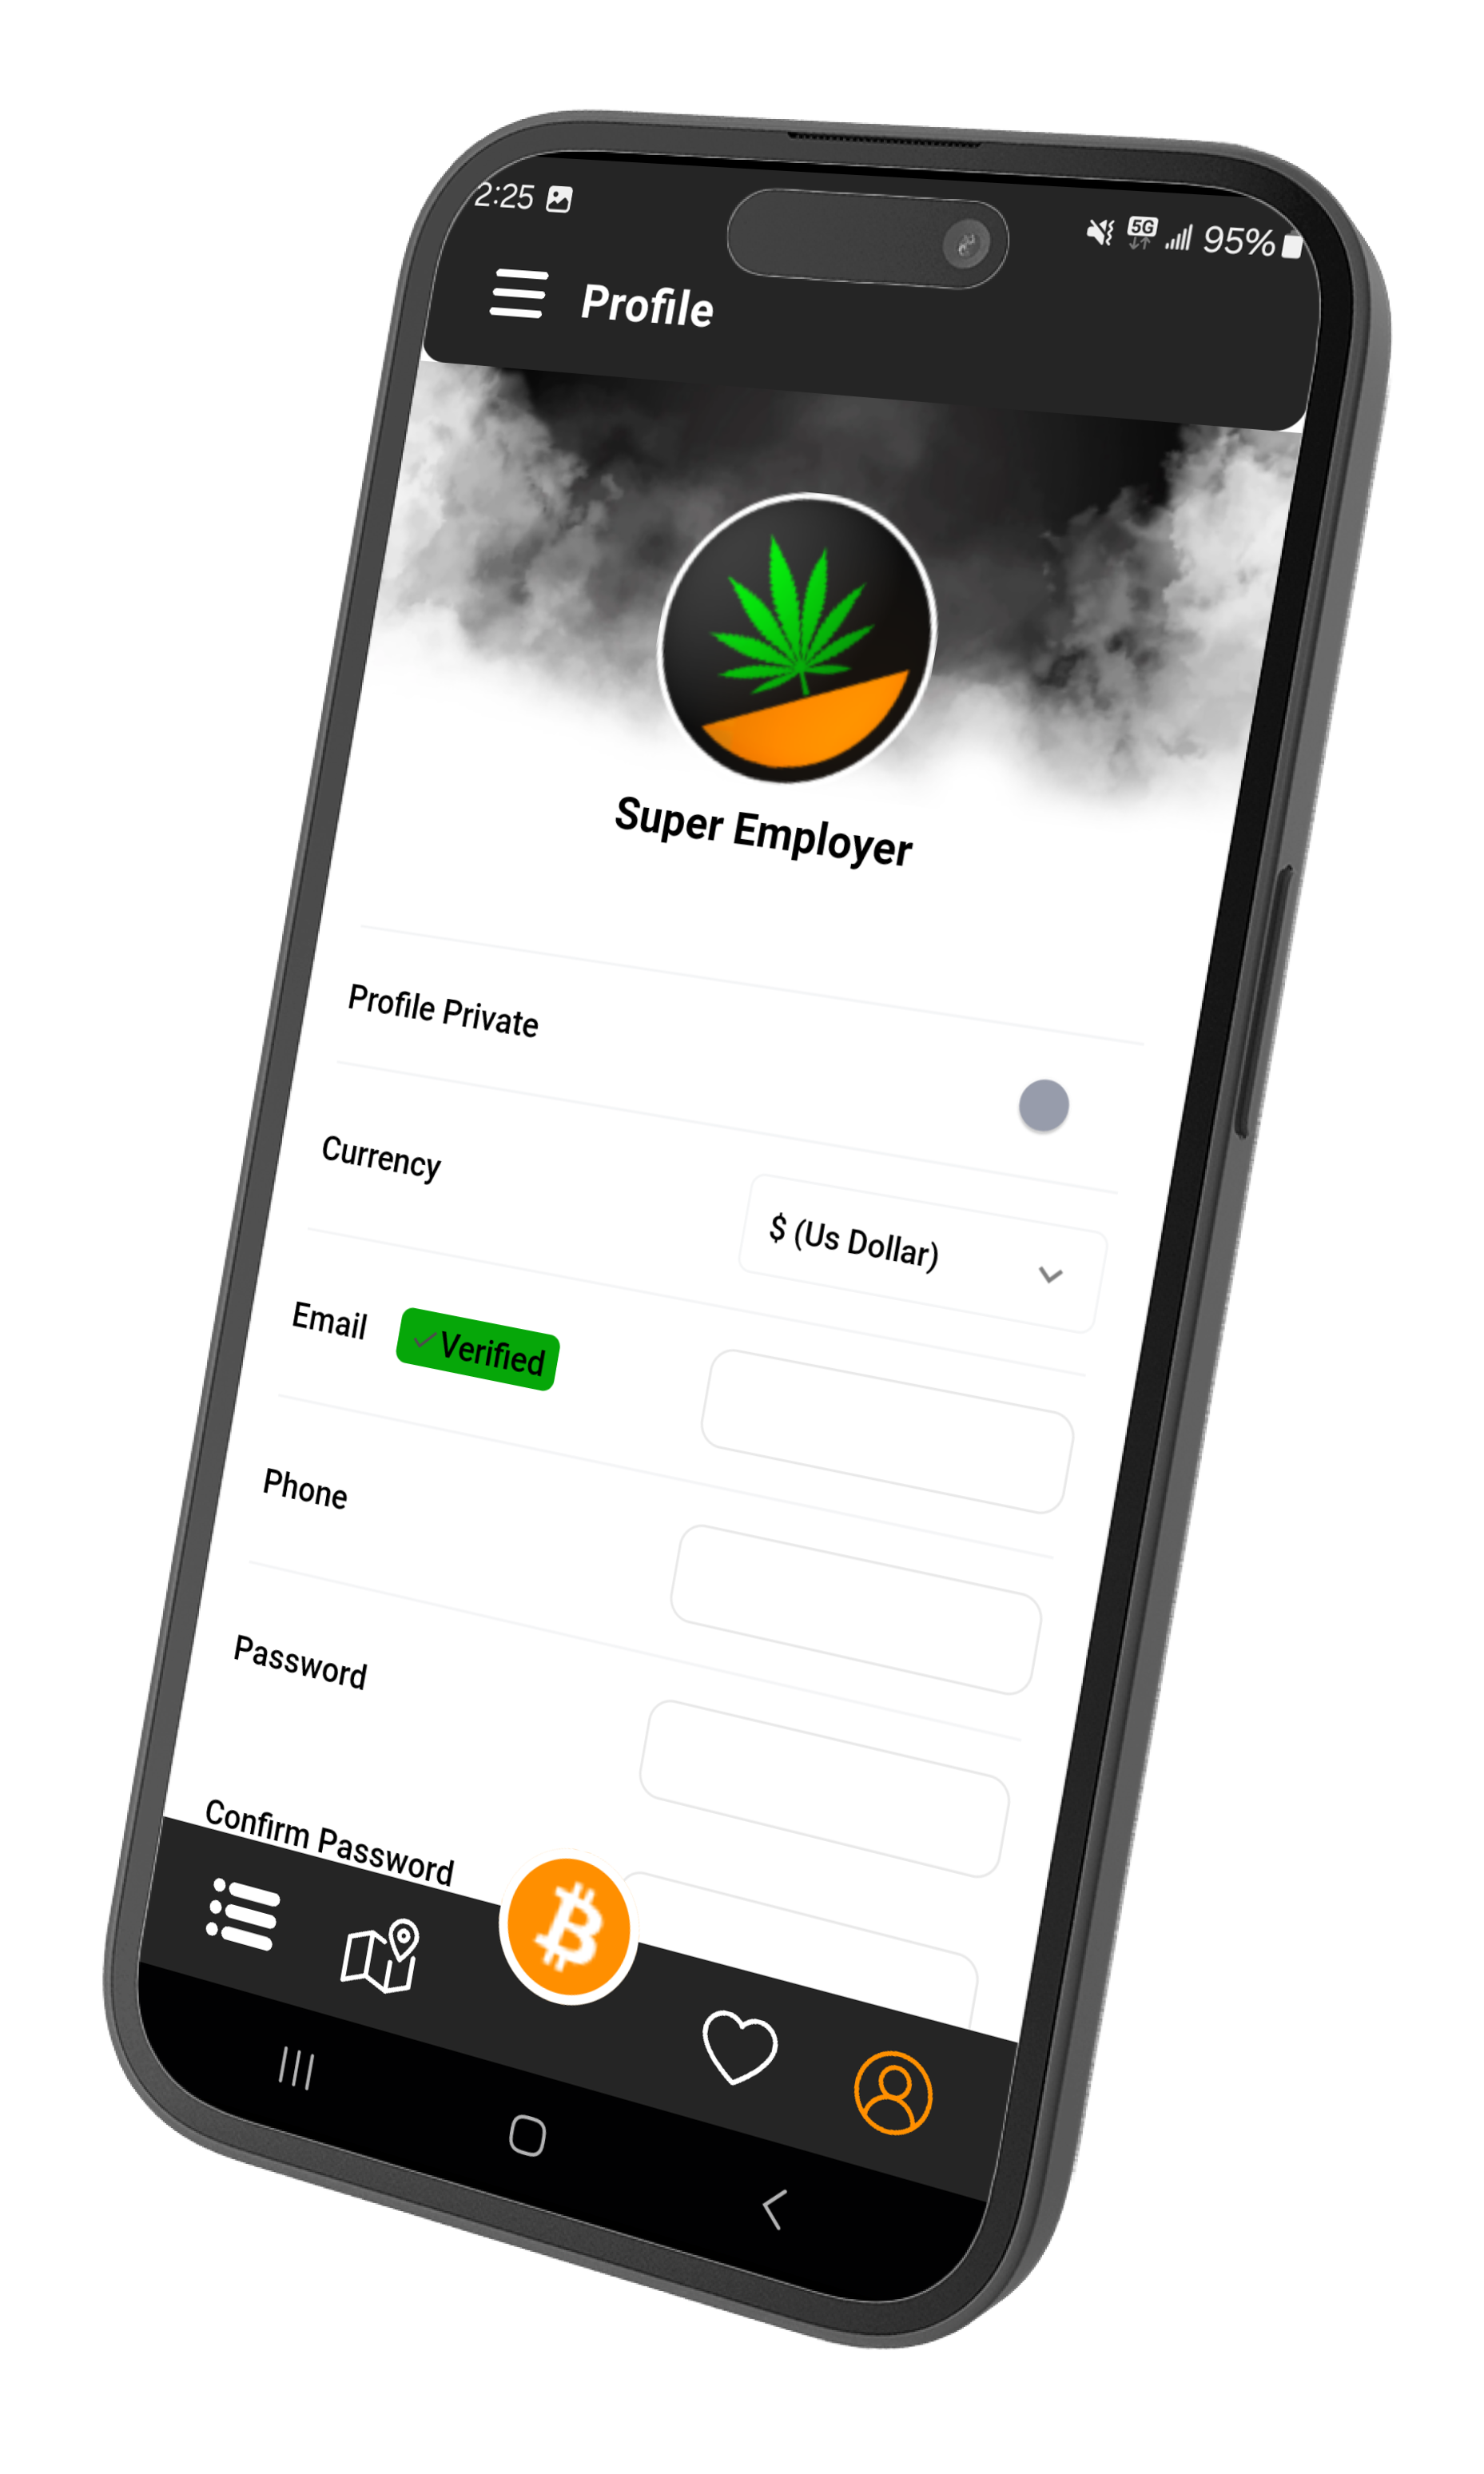 2:25
5G 95%
Profile
Super Employer
Profile Private
Currency
$ (Us Dollar)
Email
Verified
Phone
Password
Confirm Password